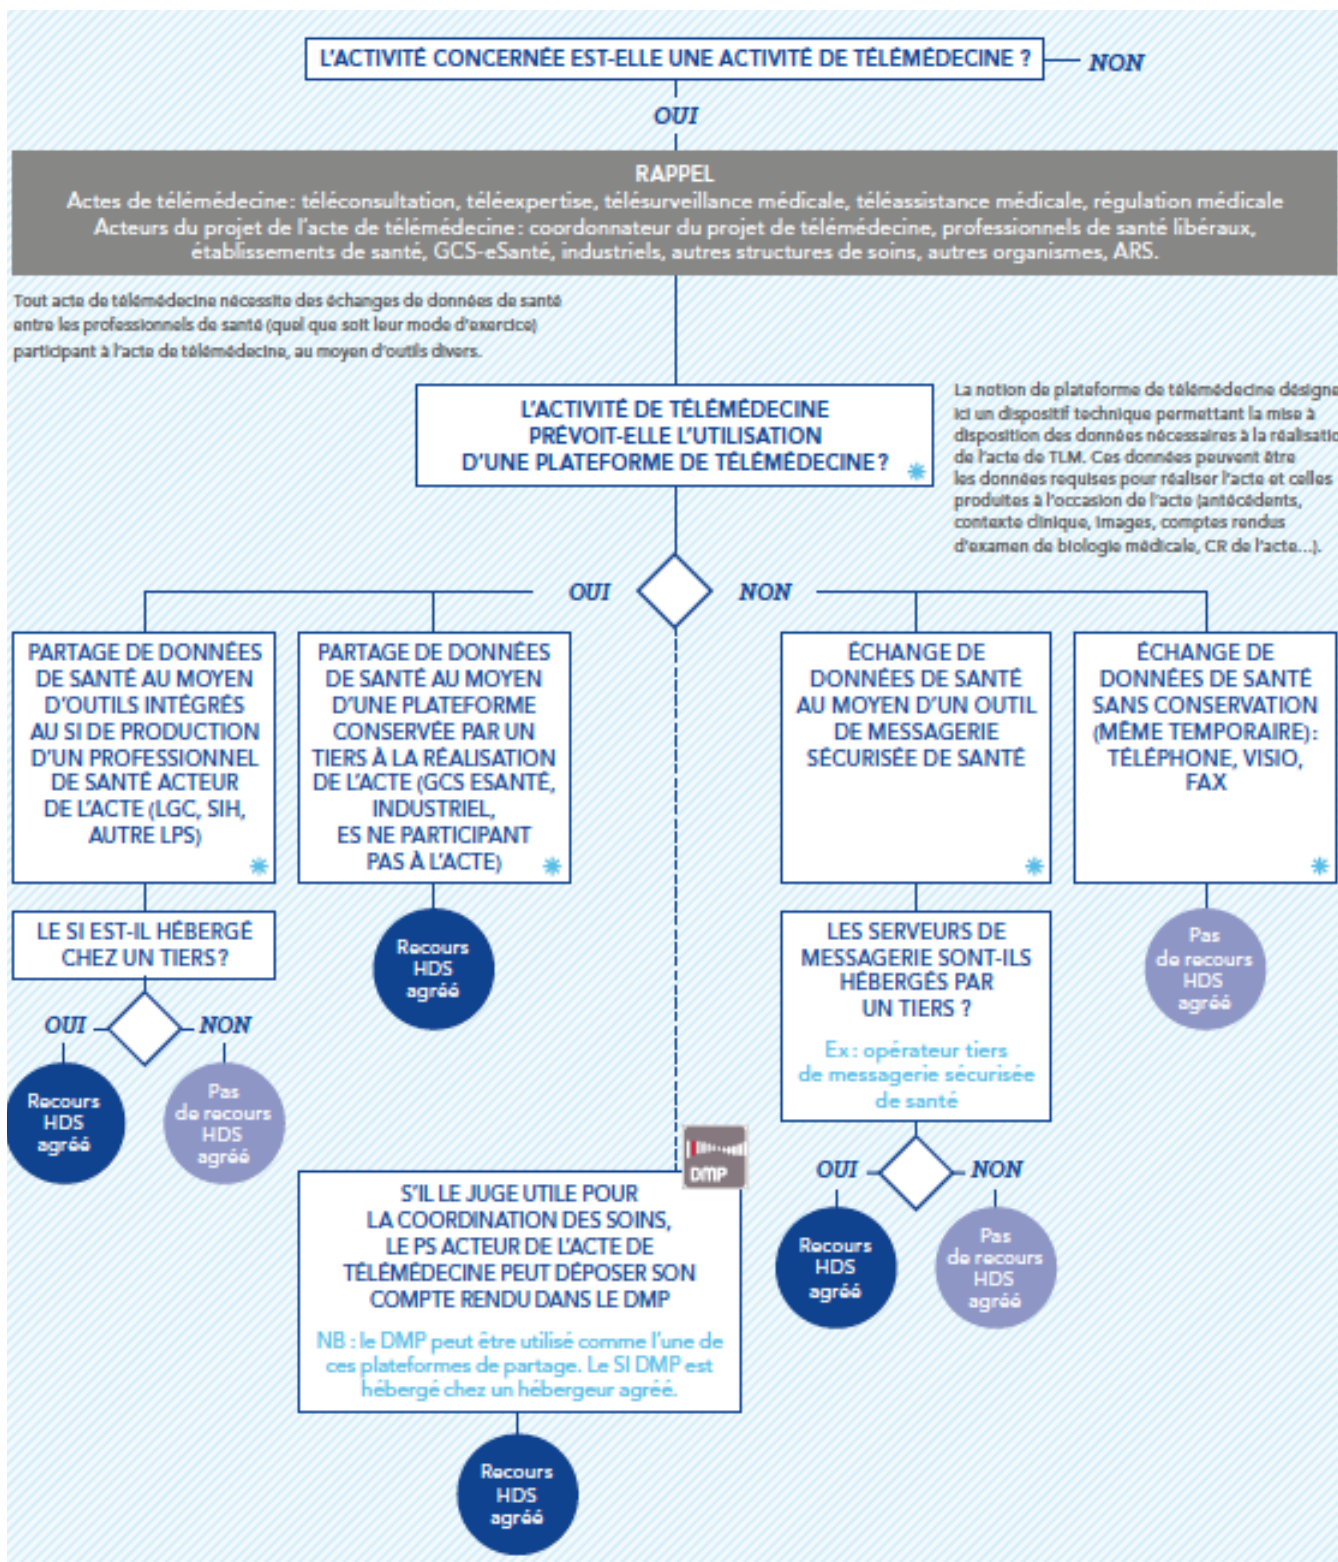 L'ACTIVITÉ CONCERNÉE EST-ELLE UNE ACTIVITÉ DE TÉLÉMÉDECINE ?
NON
OUI
RAPPEL
Actes de télémédecine : téléconsultation, téléexpertise, télésurveillance médicale, téléassistance médicale, régulation médicale
Acteurs du projet de l'acte de télémédecine : coordonnateur du projet de télémédecine, professionnels de santé libéraux,
établissements de santé, GCS-eSanté, industriels, autres structures de soins, autres organismes, ARS.
Tout acte de télémédecine nécessite des échanges de données de santé
entre les professionnels de santé (quel que soit leur mode d'exercice)
participant à l'acte de télémédecine, au moyen d'outils divers.
L'ACTIVITÉ DE TÉLÉMÉDECINE
PRÉVOIT-ELLE L'UTILISATION
D'UNE PLATEFORME DE TÉLÉMÉDECINE ?
La notion de plateforme de télémédecine désigne
ici un dispositif technique permettant la mise à
disposition des données nécessaires à la réalisatio
de l'acte de TLM. Ces données peuvent être
les données requises pour réaliser l'acte et celles
produites à l'occasion de l'acte (antécédents,
contexte clinique, images, comptes rendus
d'examen de biologie médicale, CR de l'acte...).
OUI
NON
PARTAGE DE DONNÉES
DE SANTÉ AU MOYEN
D'OUTILS INTÉGRÉS
AU SI DE PRODUCTION
D'UN PROFESSIONNEL
DE SANTÉ ACTEUR
DE L'ACTE (LGC, SIH,
AUTRE LPS)
PARTAGE DE DONNÉES
DE SANTÉ AU MOYEN
D'UNE PLATEFORME
CONSERVÉE PAR UN
TIERS À LA RÉALISATION
DE L'ACTE (GCS ESANTÉ,
INDUSTRIEL,
ES NE PARTICIPANT
PAS À L'ACTE)
ÉCHANGE DE
DONNÉES DE SANTÉ
AU MOYEN D'UN OUTIL
DE MESSAGERIE
SÉCURISÉE DE SANTÉ
ÉCHANGE DE
DONNÉES DE SANTÉ
SANS CONSERVATION
(MÊME TEMPORAIRE) :
TÉLÉPHONE, VISIO,
FAX
LE SI EST-IL HÉBERGÉ
CHEZ UN TIERS ?
OUI
NON
Recours
HDS
agréé
Pas
de recours
HDS
agréé
Recours
HDS
agréé
LES SERVEURS DE
MESSAGERIE SONT-ILS
HÉBERGÉS PAR
UN TIERS ?
Ex : opérateur tiers
de messagerie sécurisée
de santé
OUI
NON
Recours
HDS
agréé
Pas
de recours
HDS
agréé
Pas
de recours
HDS
agréé
DMP
S'IL LE JUGE UTILE POUR
LA COORDINATION DES SOINS,
LE PS ACTEUR DE L'ACTE DE
TÉLÉMÉDECINE PEUT DÉPOSER SON
COMPTE RENDU DANS LE DMP
NB : le DMP peut être utilisé comme l'une de
ces plateformes de partage. Le SI DMP est
hébergé chez un hébergeur agréé.
Recours
HDS
agréé